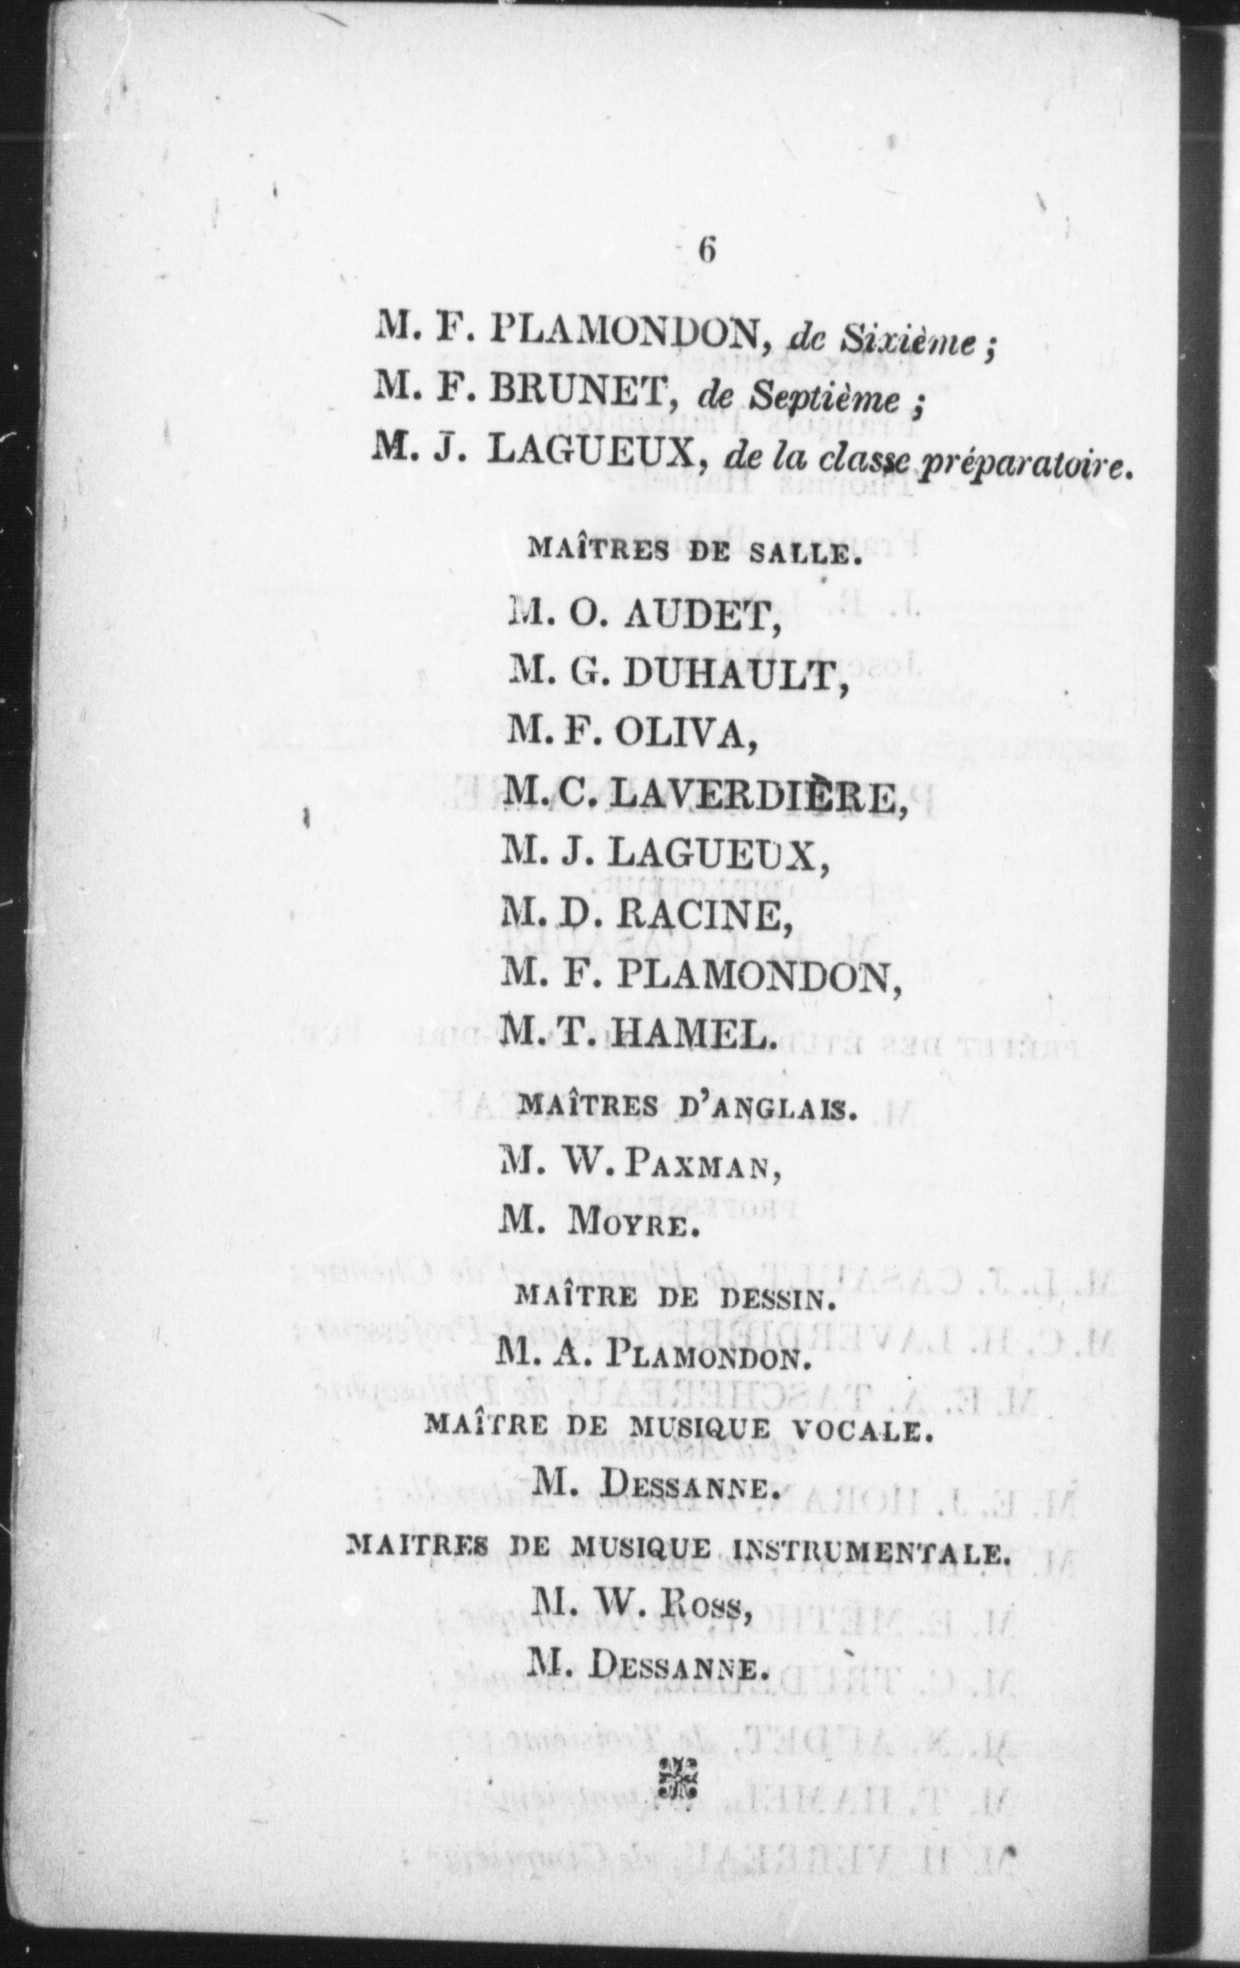 6
M. F. PLAMONDON, de Sixième ;
M. F. BRUNET, de Septième ;
M. J. LAGUEUX, de la classe préparatoire.
MAÎTRES DE SALLE.
M. O. AUDET,
M. G. DUHAULT,
M. F. OLIVA,
M. C. LAVERDIÈRE,
M. J. LAGUEUX,
M. D. RACINE,
M. F. PLAMONDON,
M. T. HAMEL.
MAÎTRES D'ANGLAIS.
M. W. PAXMAN,
M. MOYRE.
MAÎTRE DE DESSIN.
M. A. PLAMONDON.
MAÎTRE DE MUSIQUE VOCALE.
M. DESSANNE.
MAITRES DE MUSIQUE INSTRUMENTALE.
M. W. ROSS,
M. DESSANNE.